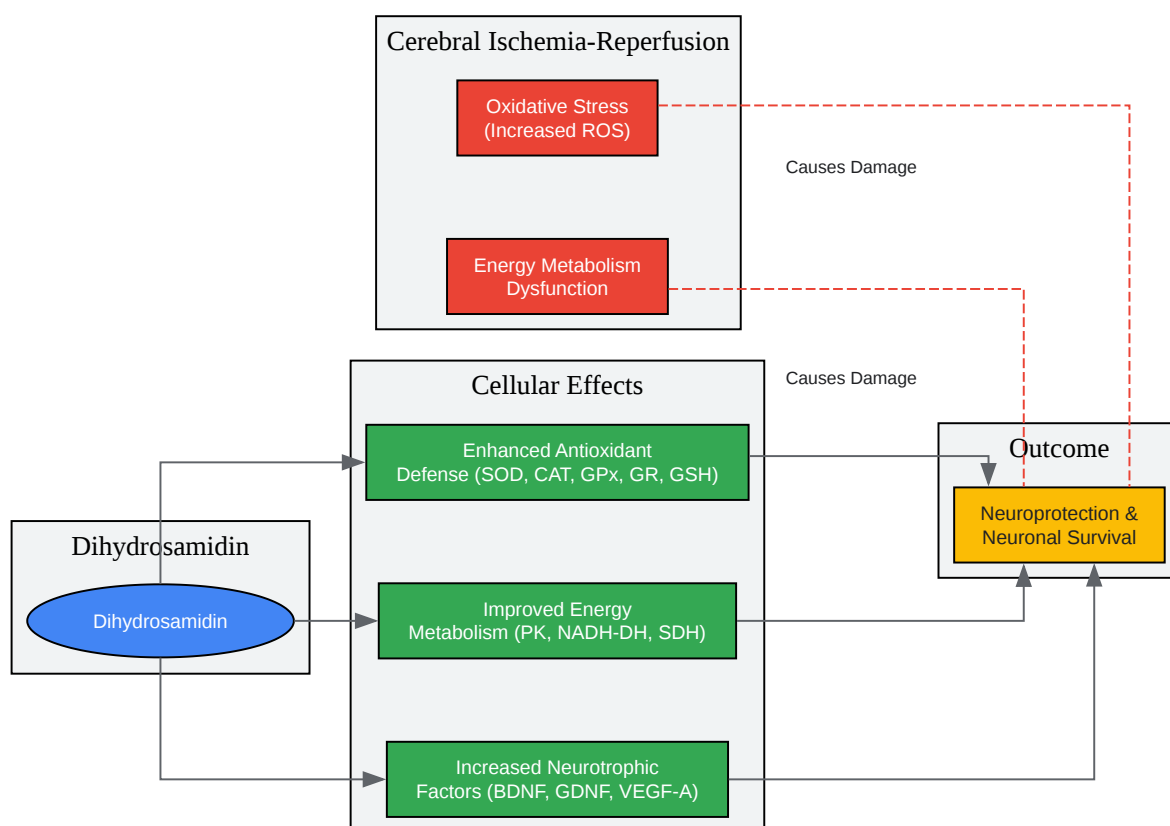 Cerebral Ischemia-Reperfusion
Oxidative Stress
(Increased ROS)
Causes Damage
Energy Metabolism
Dysfunction
Causes Damage
Cellular Effects
Enhanced Antioxidant
Defense (SOD, CAT, GPx, GR, GSH)
Outcome
Neuroprotection &
Neuronal Survival
Dihydrosamidin
Dihydrosamidin
Improved Energy
Metabolism (PK, NADH-DH, SDH)
Increased Neurotrophic
Factors (BDNF, GDNF, VEGF-A)